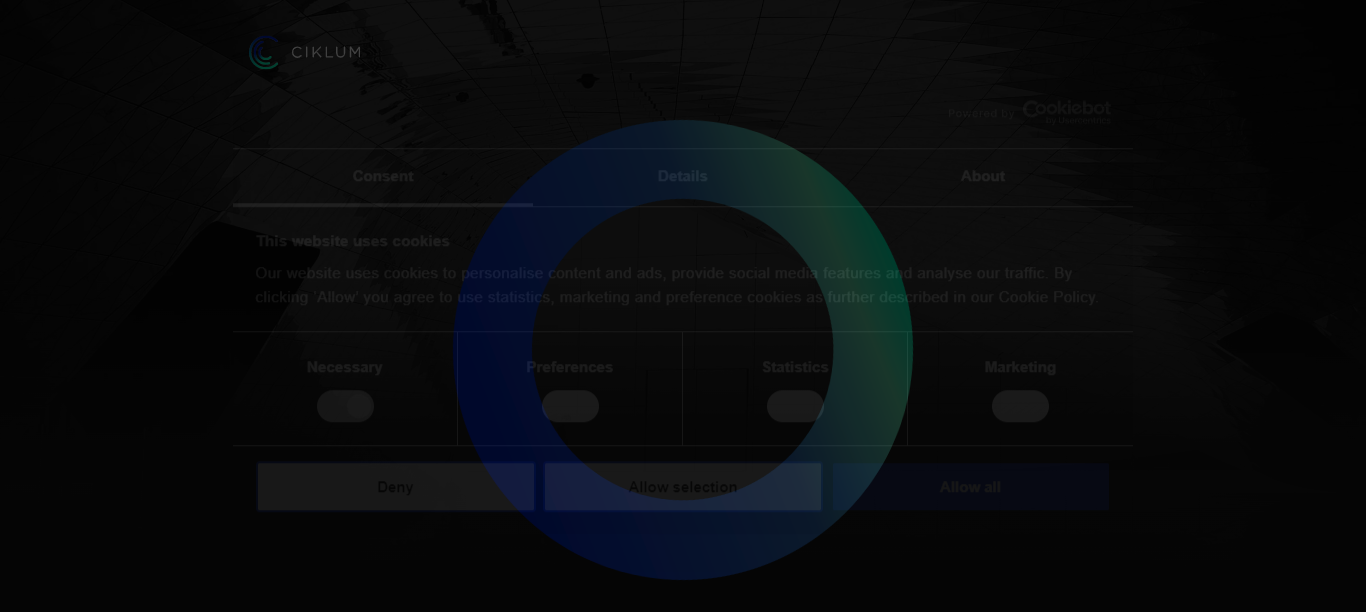 CIKLUM
Powered by Cookiebot
by Usercentrics
Consent
Details
About
This website uses cookies
Our website uses cookies to personalise content and ads, provide social media features and analyse our traffic. By
clicking 'Allow' you agree to use statistics, marketing and preference cookies as further described in our Cookie Policy.
Necessary
Preferences
Statistics
Marketing
Deny
Allow selection
Allow all